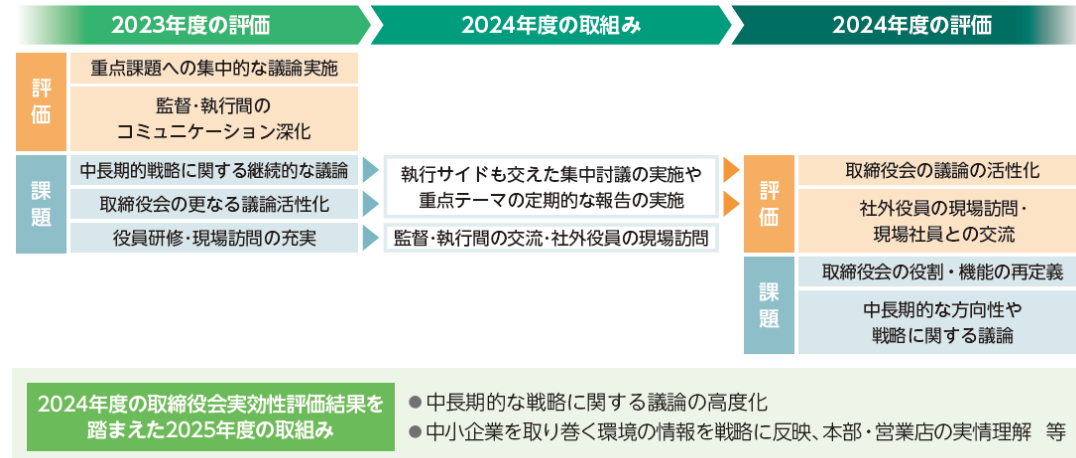 2023年度の評価
2024年度の取組み
2024年度の評価
評価
重点課題への集中的な議論実施
監督・執行間の
コミュニケーション深化
課題
中長期的戦略に関する継続的な議論
取締役会の更なる議論活性化
役員研修・現場訪問の充実
執行サイドも交えた集中討議の実施や
重点テーマの定期的な報告の実施
監督・執行間の交流・社外役員の現場訪問
評価
取締役会の議論の活性化
社外役員の現場訪問・
現場社員との交流
課題
取締役会の役割・機能の再定義
中長期的な方向性や
戦略に関する議論
2024年度の取締役会実効性評価結果を
踏まえた2025年度の取組み
●中長期的な戦略に関する議論の高度化
●中小企業を取り巻く環境の情報を戦略に反映、本部・営業店の実情理解　等